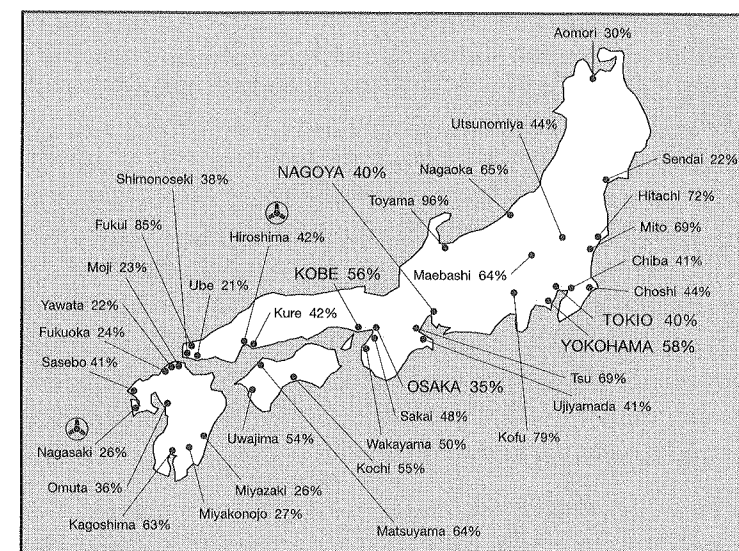 Aomori 30%
Utsunomiya 44%
Sendai 22%
Nagaoka 65%
NAGOYA 40%
Shimonoseki 38%
Hitachi 72%
Toyama 96%
Mito 69%
Fukui 85%
Hiroshima 42%
Chiba 41%
Moji 23%
KOBE 56%
Maebashi 64%
Ube 21%
Choshi 44%
Yawata 22%
Kure 42%
TOKIO 40%
Fukuoka 24%
YOKOHAMA 58%
Sasebo 41%
Tsu 69%
OSAKA 35%
Ujiyamada 41%
Sakai 48%
Kofu 79%
Uwajima 54%
Wakayama 50%
Nagasaki 26%
Kochi 55%
Omuta 36%
Miyazaki 26%
Miyakonojo 27%
Kagoshima 63%
Matsuyama 64%